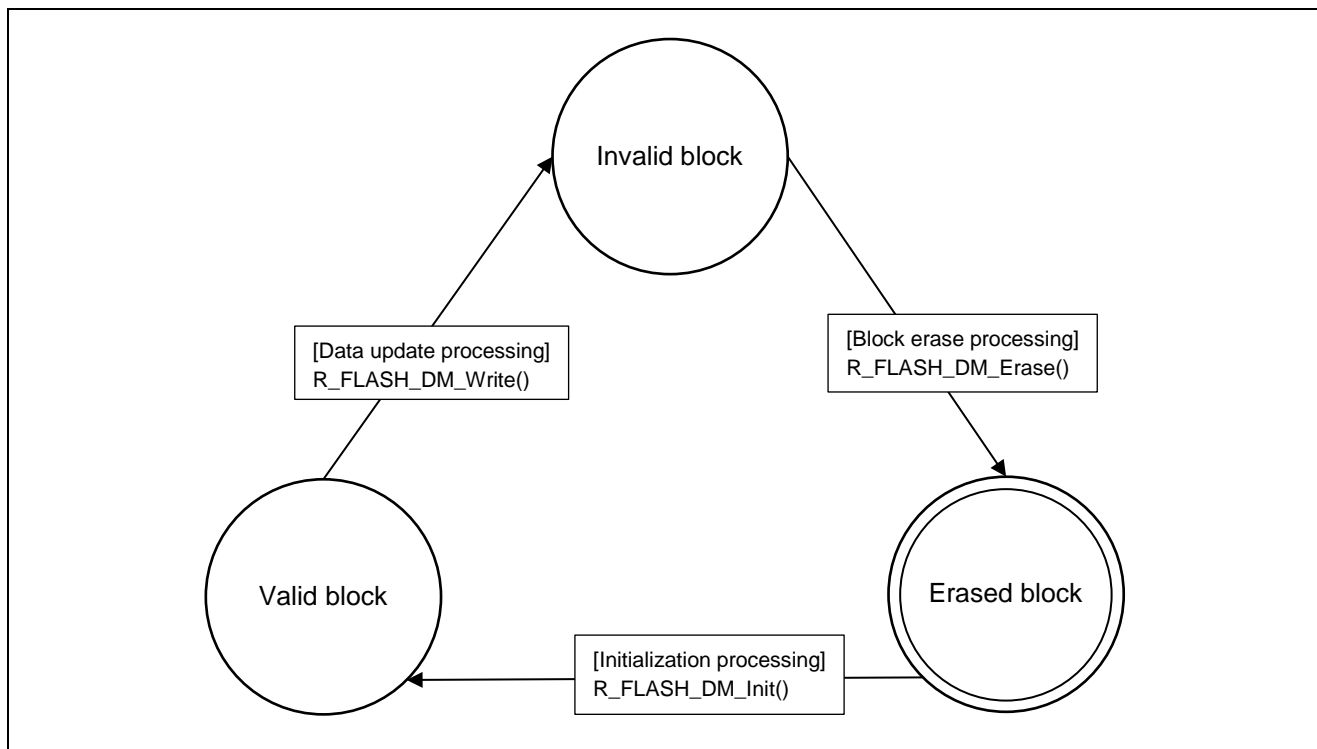 Invalid block
[Data update processing]
R_FLASH_DM_Write()
[Block erase processing]
R_FLASH_DM_Erase()
Valid block
Erased block
[Initialization processing]
R_FLASH_DM_Init()